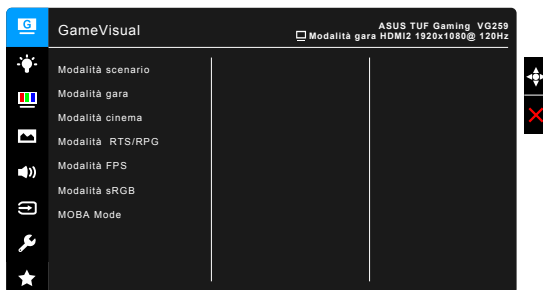 G
GameVisual
ASUS TUF Gaming VG259
Modalità gara HDMI2 1920x1080@ 120Hz
Modalità scenario
Modalità gara
Modalità cinema
Modalità RTS/RPG
Modalità FPS
Modalità sRGB
MOBA Mode